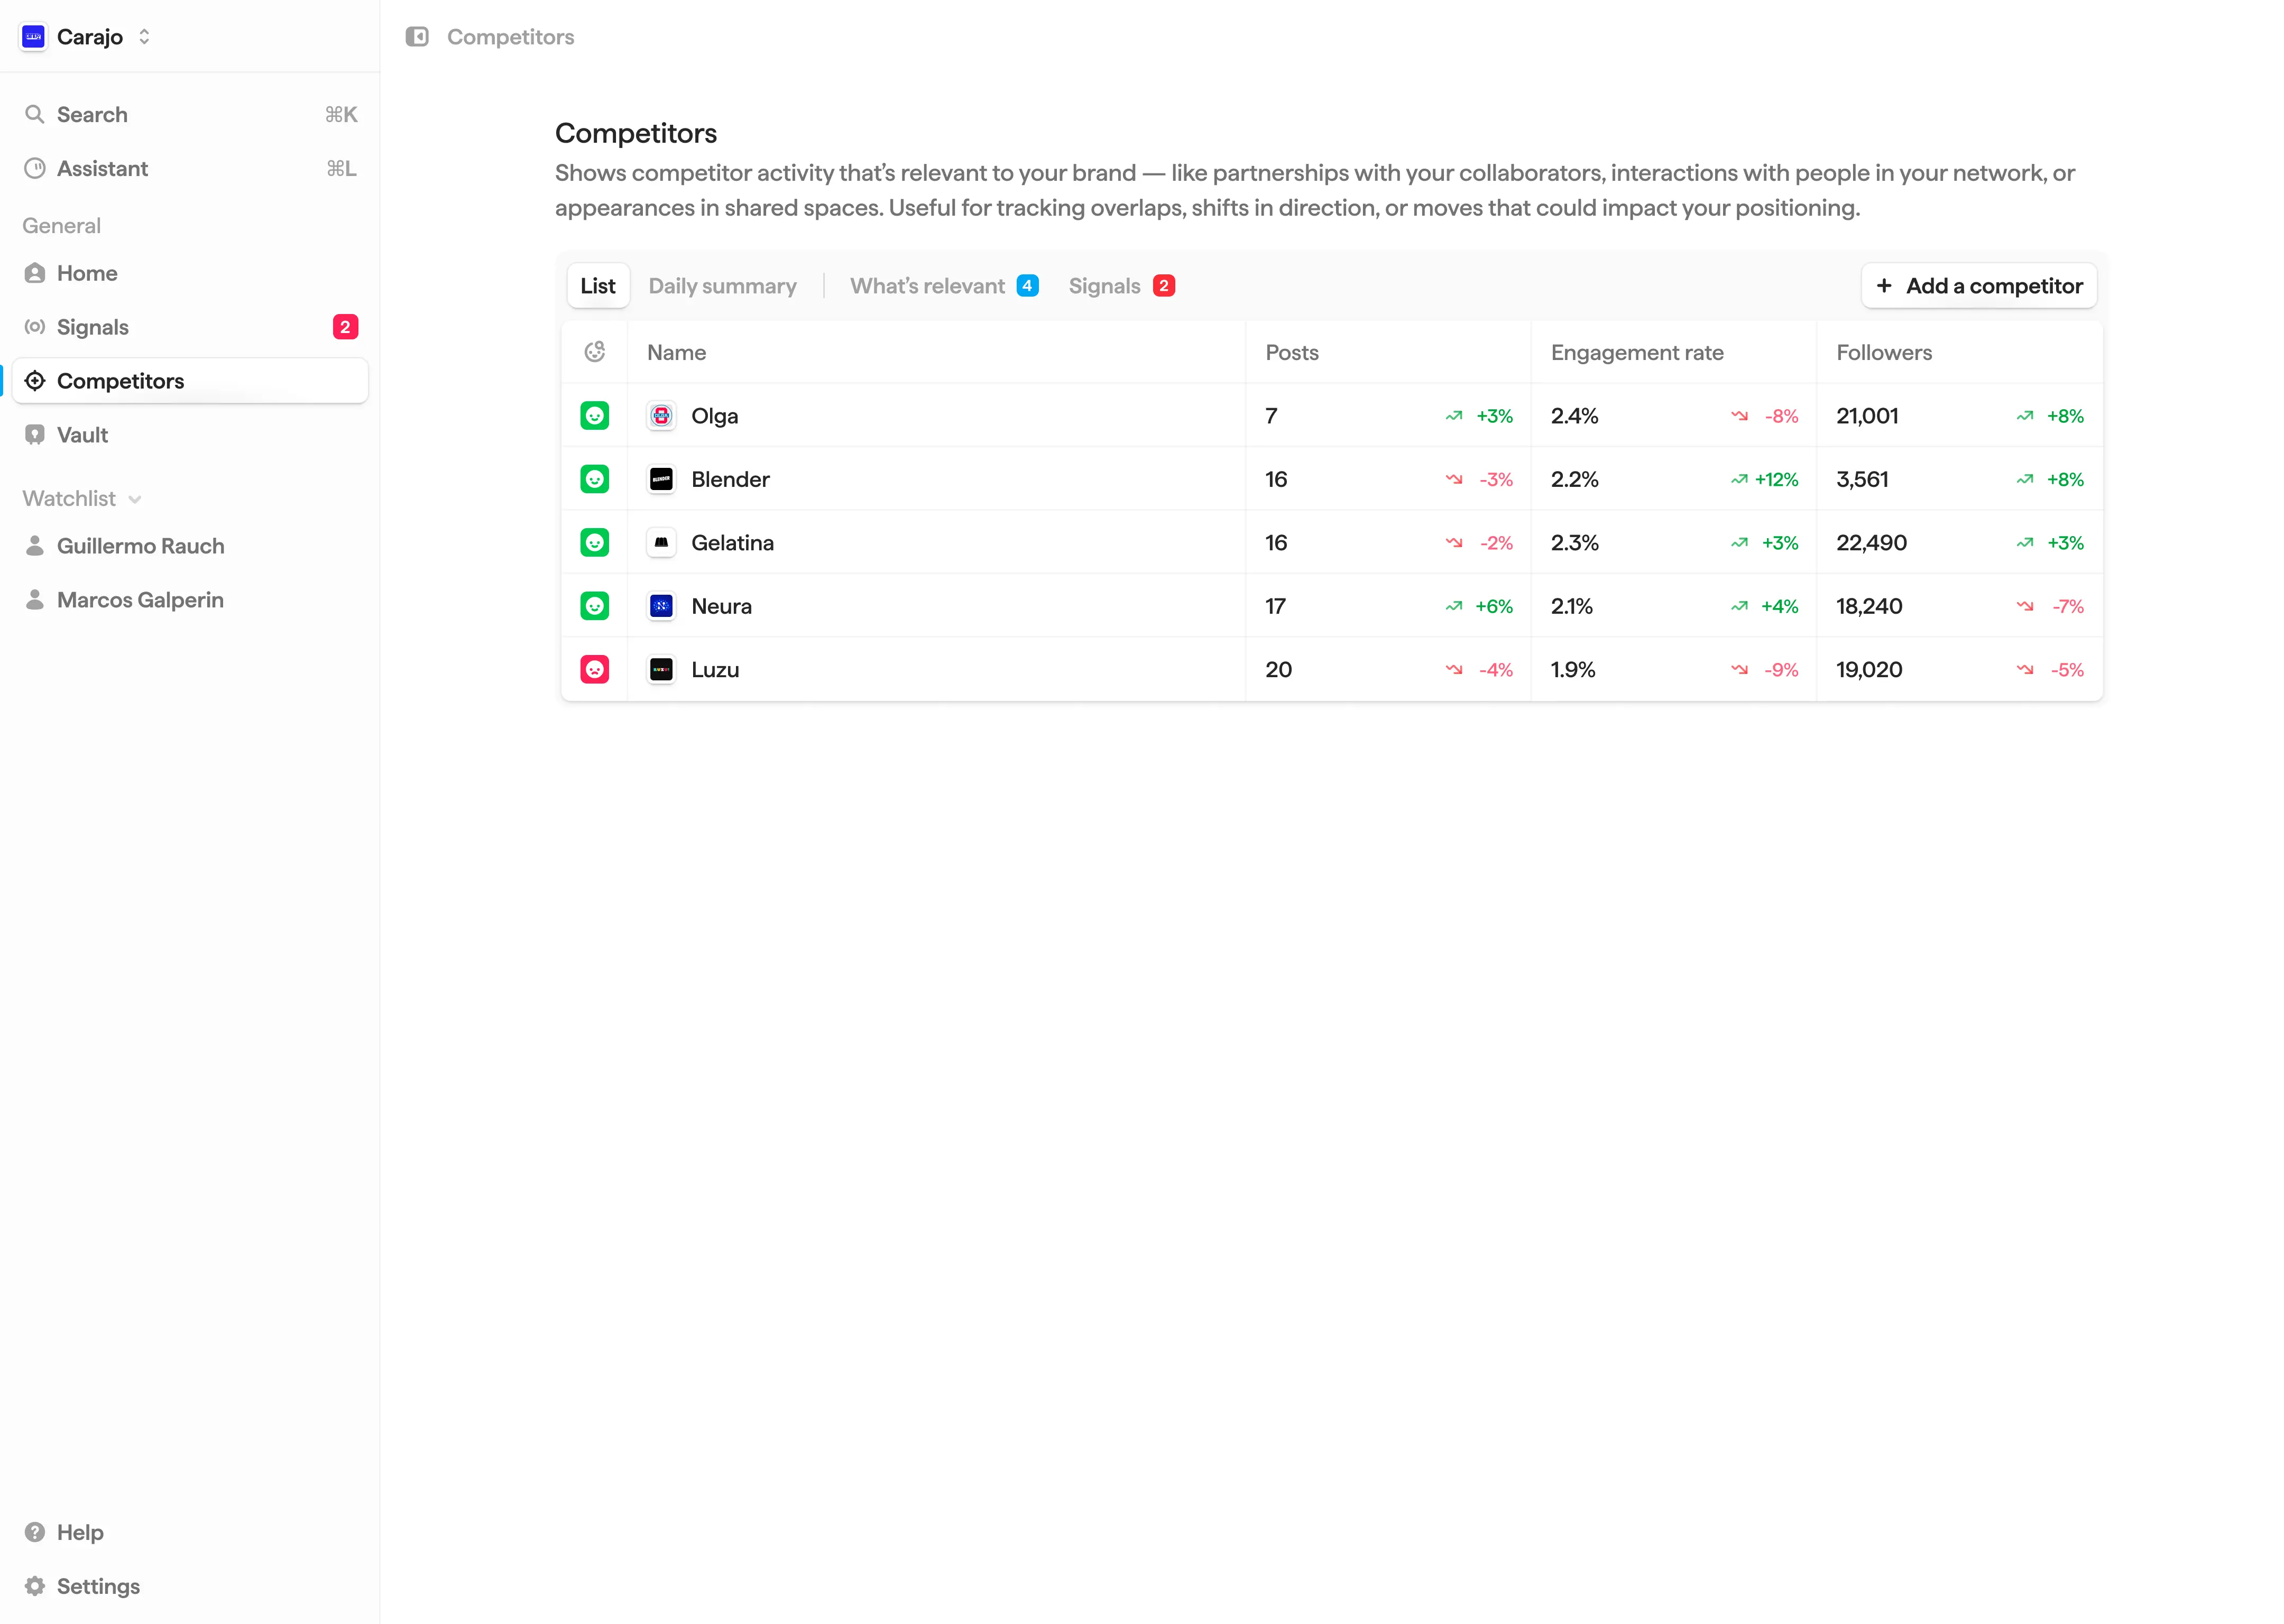 Carajo
Search ⌘K
Assistant ⌘L
General
Home
Signals 2
Competitors
Vault
Watchlist
Guillermo Rauch
Marcos Galperin
Help
Settings
Competitors
Competitors
Shows competitor activity that’s relevant to your brand — like partnerships with your collaborators, interactions with people in your network, or
appearances in shared spaces. Useful for tracking overlaps, shifts in direction, or moves that could impact your positioning.
List Daily summary What’s relevant 4 Signals 2 + Add a competitor
Name Posts Engagement rate Followers
Olga 7 +3% 2.4% -8% 21,001 +8%
BLENDER Blender 16 -3% 2.2% +12% 3,561 +8%
Gelatina 16 -2% 2.3% +3% 22,490 +3%
Neura 17 +6% 2.1% +4% 18,240 -7%
Luzu 20 -4% 1.9% -9% 19,020 -5%